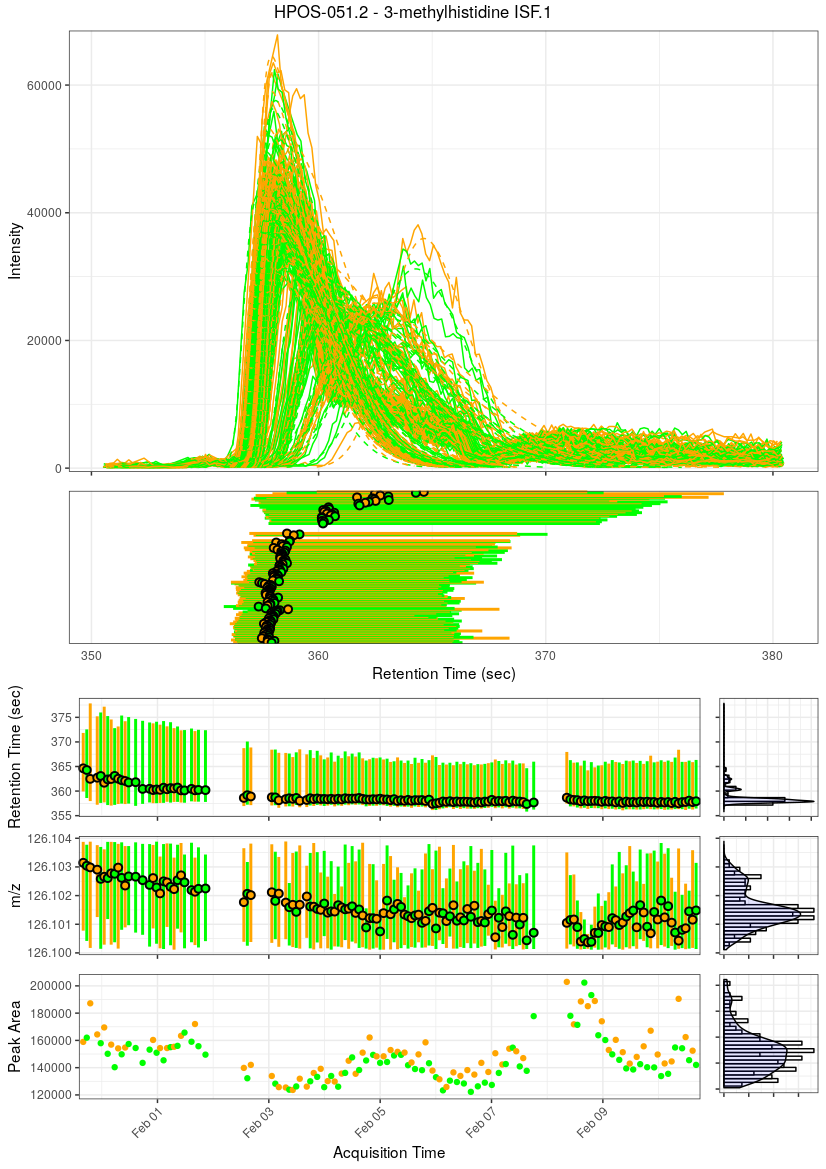 HPOS-051.2 - 3-methylhistidine ISF.1
Intensity
60000
40000
20000
0
350
360
370
380
Retention Time (sec)
Retention Time (sec)
375
370
365
360
355
m/z
126.104
126.103
126.102
126.101
126.100
Peak Area
200000
180000
160000
140000
120000
Feb 01
Feb 03
Feb 05
Feb 07
Feb 09
Acquisition Time